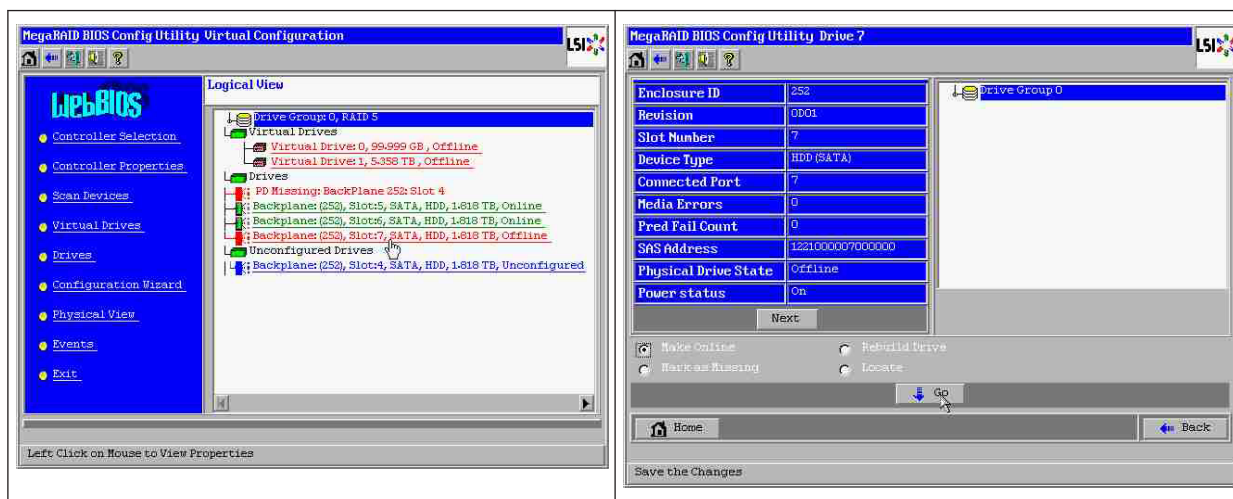 MegaRAID BIOS Config Utility Virtual Configuration
LSI
WebBIOS
Controller Selection
Controller Properties
Scan Devices
Virtual Drives
Drives
Configuration Wizard
Physical View
Events
Exit
Logical View
Drive Group: 0, RAID 5
Virtual Drives
Virtual Drive: 0, 99.999 GB, Offline
Virtual Drive: 1, 5.358 TB, Offline
Drives
PD Missing: BackPlane 252: Slot 4
Backplane: (252), Slot:5, SATA, HDD, 1.818 TB, Online
Backplane: (252), Slot:6, SATA, HDD, 1.818 TB, Online
Backplane: (252), Slot:7, SATA, HDD, 1.818 TB, Offline
Unconfigured Drives
Backplane: (252), Slot:4, SATA, HDD, 1.818 TB, Unconfigured
Left Click on Mouse to View Properties
MegaRAID BIOS Config Utility Drive 7
LSI
Enclosure ID 252
Revision 0D01
Slot Number 7
Device Type HDD (SATA)
Connected Port 7
Media Errors 0
Pred Fail Count 0
SAS Address 1221000007000000
Physical Drive State Offline
Power status On
Next
Drive Group 0
Make Online Rebuild Drive
Mark as Missing Locate
Go
Home Back
Save the Changes